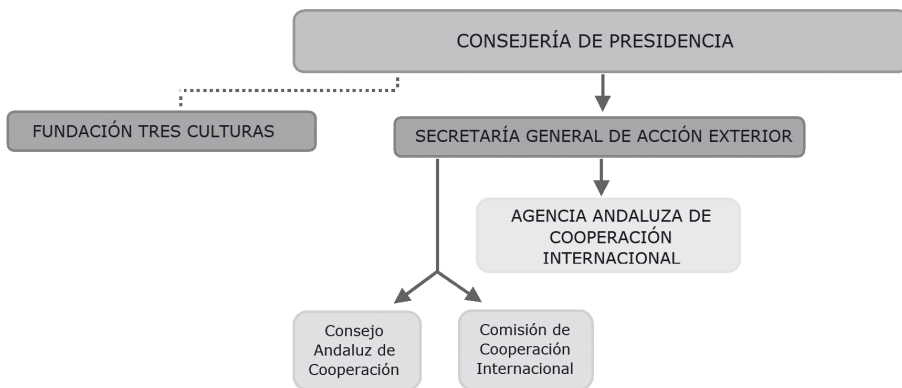 CONSEJERÍA DE PRESIDENCIA
FUNDACIÓN TRES CULTURAS
SECRETARÍA GENERAL DE ACCIÓN EXTERIOR
AGENCIA ANDALUZA DE
COOPERACIÓN
INTERNACIONAL
Consejo
Andaluz de
Cooperación
Comisión de
Cooperación
Internacional